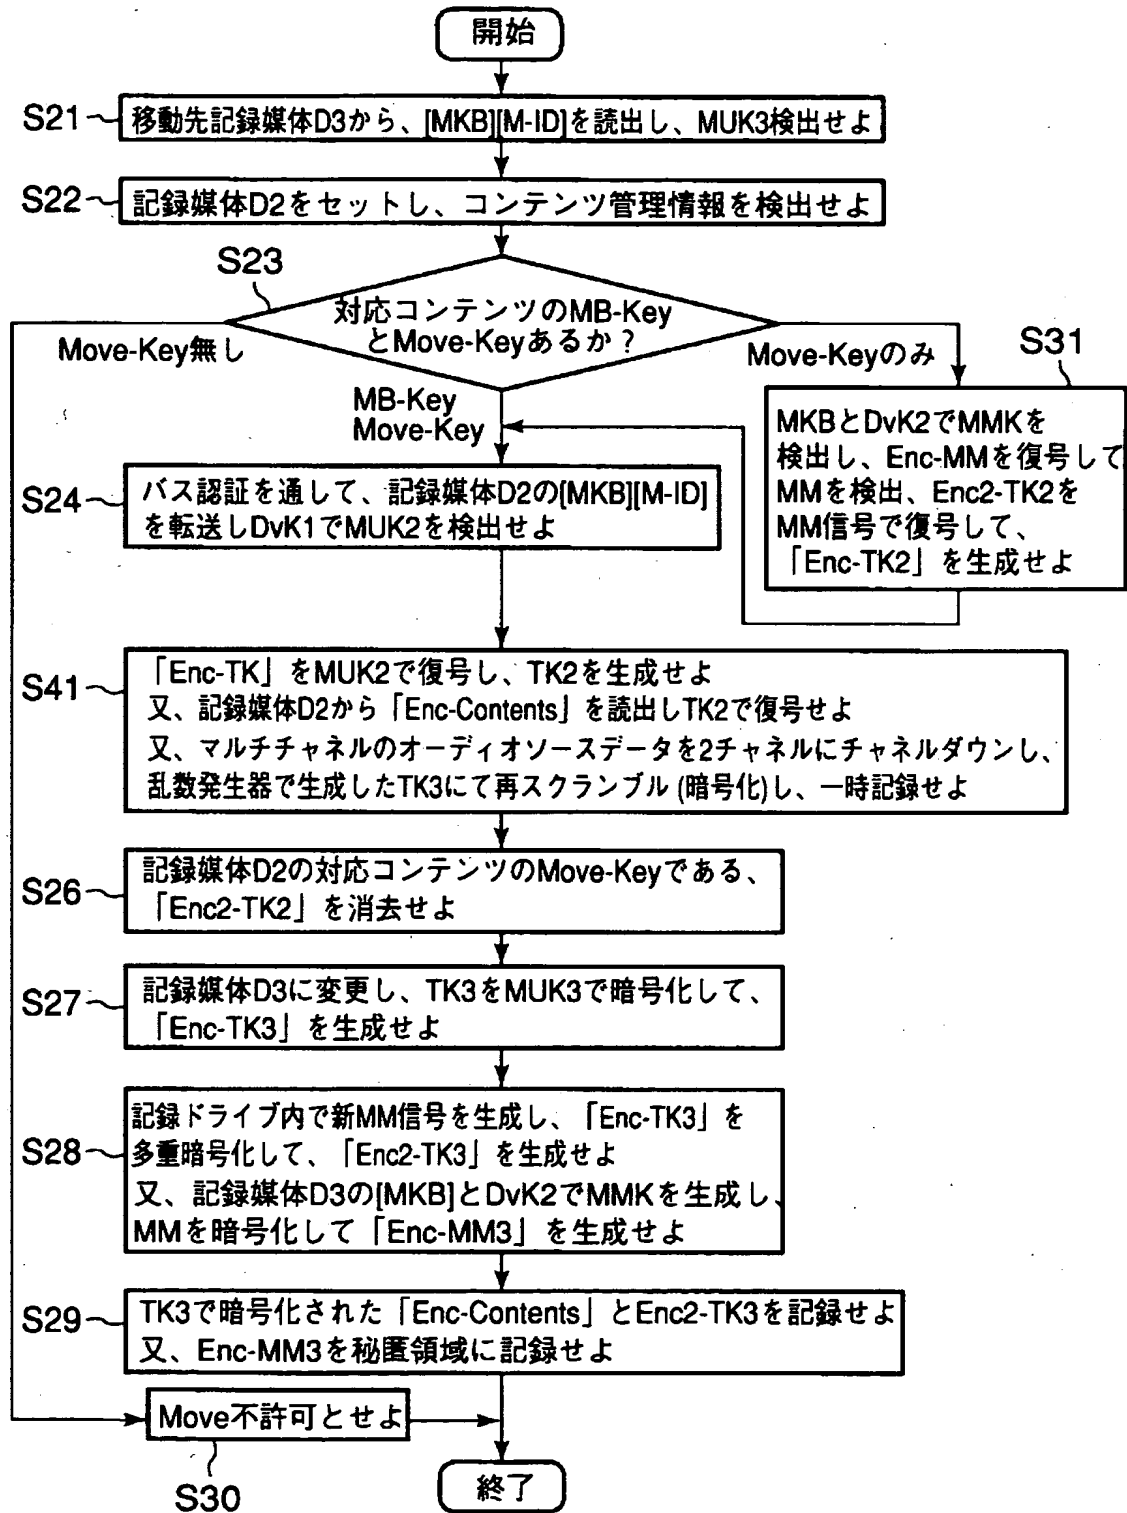 開始
S21
移動先記録媒体D3から、[MKB][M-ID]を読出し、MUK3検出せよ
S22
記録媒体D2をセットし、コンテンツ管理情報を検出せよ
S23
対応コンテンツのMB-Key
とMove-Keyあるか?
Move-Key無し
Move-Keyのみ
S31
MB-Key
Move-Key
MKBとDvK2でMMKを
検出し、Enc-MMを復号して
MMを検出、Enc2-TK2を
MM信号で復号して、
「Enc-TK2」を生成せよ
S24
バス認証を通して、記録媒体D2の[MKB][M-ID]
を転送しDvK1でMUK2を検出せよ
S41
「Enc-TK」をMUK2で復号し、TK2を生成せよ
又、記録媒体D2から「Enc-Contents」を読出しTK2で復号せよ
又、マルチチャネルのオーディオソースデータを2チャネルにチャネルダウンし、
乱数発生器で生成したTK3にて再スクランブル(暗号化)し、一時記録せよ
S26
記録媒体D2の対応コンテンツのMove-Keyである、
「Enc2-TK2」を消去せよ
S27
記録媒体D3に変更し、TK3をMUK3で暗号化して、
「Enc-TK3」を生成せよ
S28
記録ドライブ内で新MM信号を生成し、「Enc-TK3」を
多重暗号化して、「Enc2-TK3」を生成せよ
又、記録媒体D3の[MKB]とDvK2でMMKを生成し、
MMを暗号化して「Enc-MM3」を生成せよ
S29
TK3で暗号化された「Enc-Contents」とEnc2-TK3を記録せよ
又、Enc-MM3を秘匿領域に記録せよ
Move不許可とせよ
S30
終了